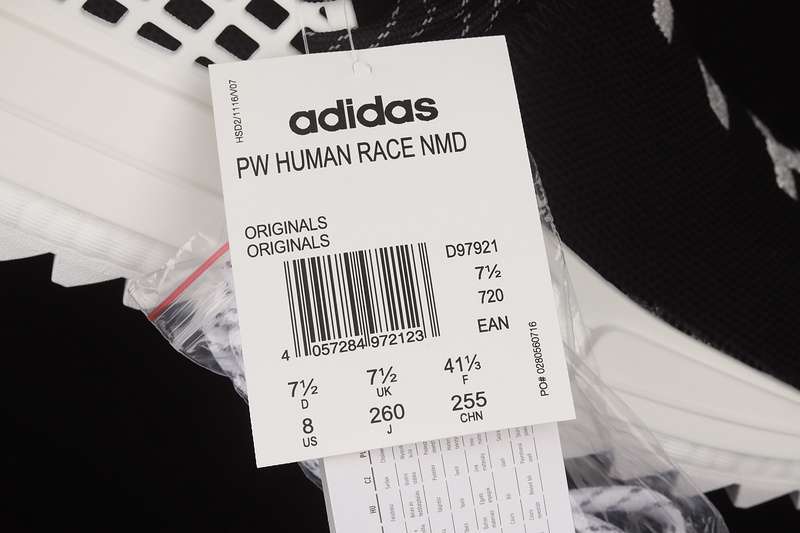 HSD2/1116/V07
adidas
PW HUMAN RACE NMD
ORIGINALS
ORIGINALS
D97921
7½
720
EAN
4 057284 972123
PO# 0280560716
7½ 7½ 41⅓
D UK F
8 260 255
US J CHN